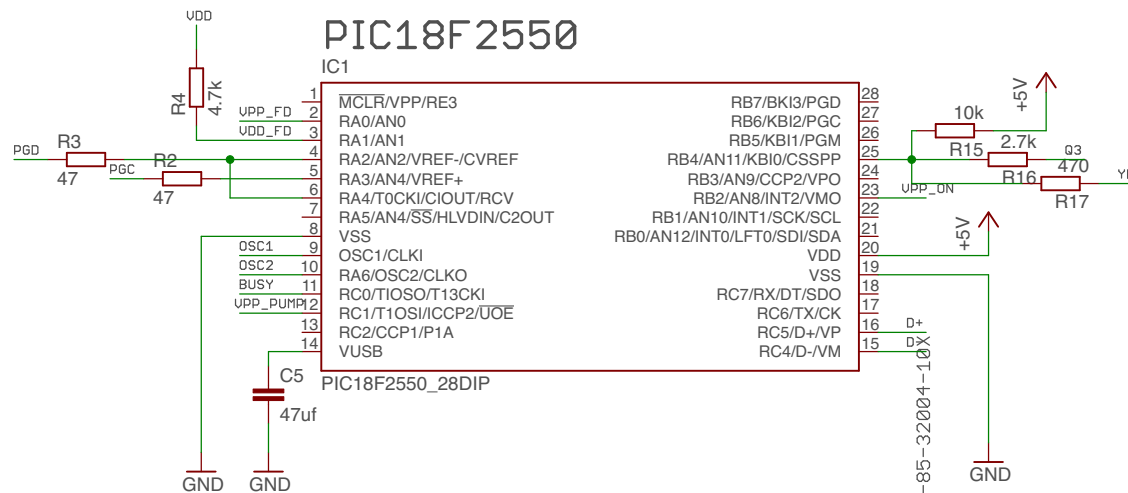 VDD
PIC18F2550
IC1
R4
4.7k
VPP_FD
VDD_FD
PGD
R3
47
PGC
R2
47
1 MCLR/VPP/RE3
2 RA0/AN0
3 RA1/AN1
4 RA2/AN2/VREF-/CVREF
5 RA3/AN4/VREF+
6 RA4/T0CKI/CIOUT/RCV
7 RA5/AN4/SS/HLVDIN/C2OUT
8 VSS
OSC1 9 OSC1/CLKI
OSC2 10 RA6/OSC2/CLKO
BUSY 11 RC0/TIOSO/T13CKI
VPP_PUMP 12 RC1/T1OSI/ICCP2/UOE
13 RC2/CCP1/P1A
14 VUSB
RB7/BKI3/PGD 28
RB6/KBI2/PGC 27
RB5/KBI1/PGM 26
RB4/AN11/KBI0/CSSPP 25
RB3/AN9/CCP2/VPO 24
RB2/AN8/INT2/VMO 23
RB1/AN10/INT1/SCK/SCL 22
RB0/AN12/INT0/LFT0/SDI/SDA 21
VDD 20
VSS 19
RC7/RX/DT/SDO 18
RC6/TX/CK 17
RC5/D+/VP 16 D+
RC4/D-/VM 15
+5V
10k
R15
2.7k
Q3
R16
470
R17
VPP_ON
+5V
PIC18F2550_28DIP
C5
47uf
GND
GND
GND
-85-32004-10X